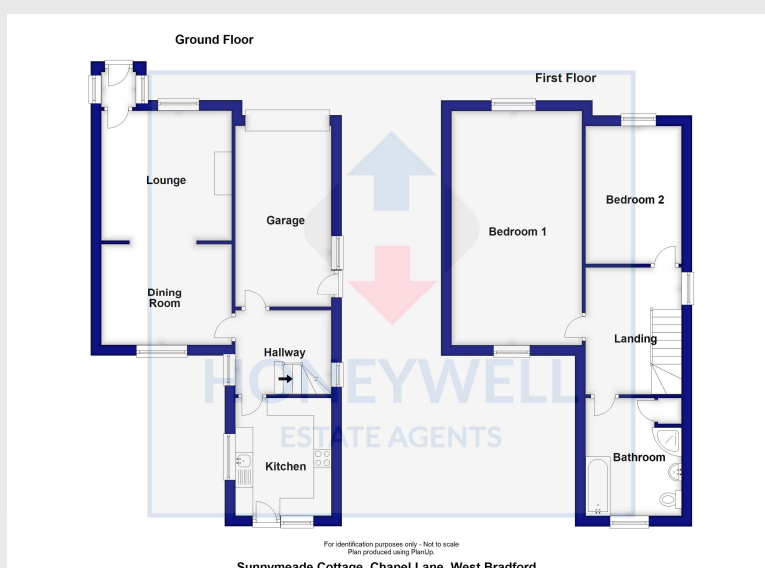 Ground Floor
First Floor
Lounge
Garage
Bedroom 1
Bedroom 2
Dining
Room
Hallway
Landing
HONEYWELL
ESTATE AGENTS
Kitchen
Bathroom
For identification purposes only - Not to scale
Plan produced using PlanUp.
Sunnymeade Cottage, Chapel Lane, West Bradford